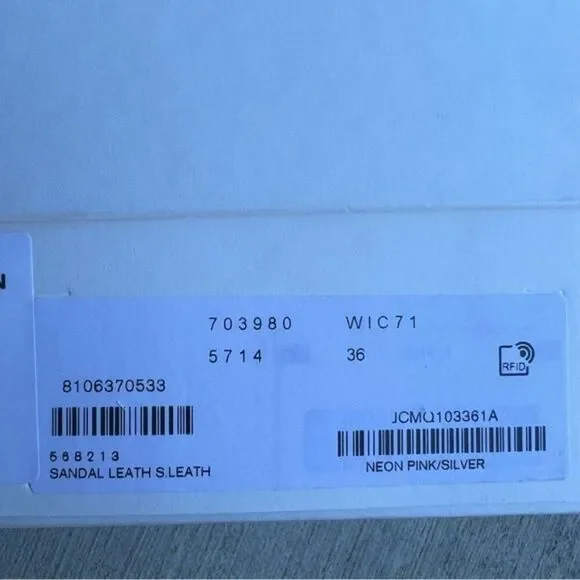 N
703980 WIC71
5714 36
RFID
8106370533
JCMQ103361A
568213
SANDAL LEATH S.LEATH
NEON PINK/SILVER